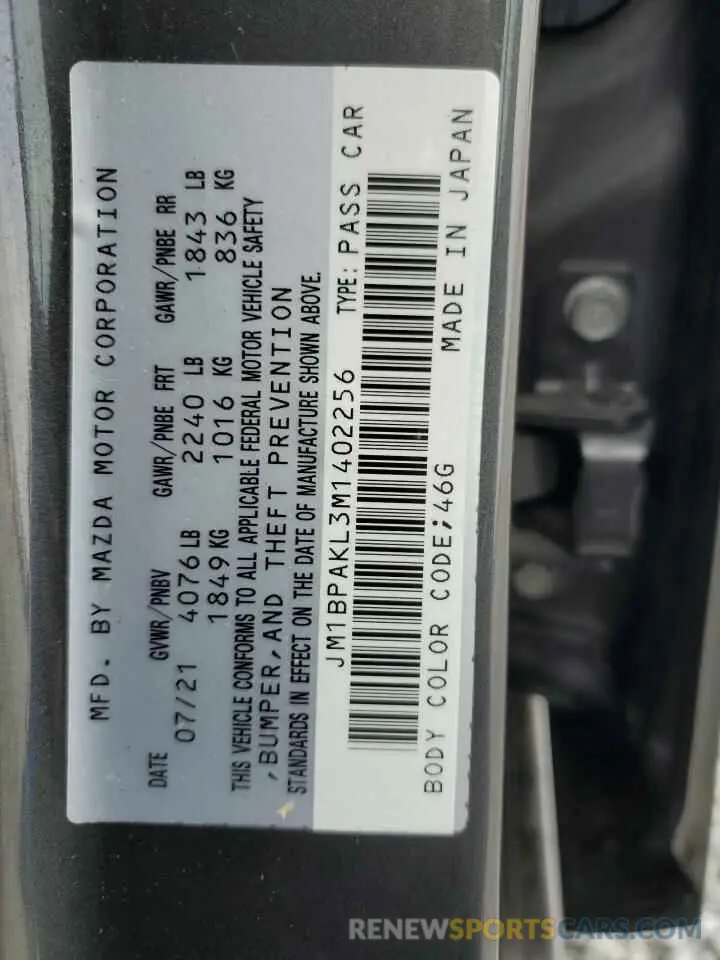 MFD. BY MAZDA MOTOR CORPORATION
DATE GVWR/PNBV GAWR/PNBE FRT GAWR/PNBE RR
07/21 4076 LB 2240 LB 1843 LB
1849 KG 1016 KG 836 KG
THIS VEHICLE CONFORMS TO ALL APPLICABLE FEDERAL MOTOR VEHICLE SAFETY
,BUMPER,AND THEFT PREVENTION
STANDARDS IN EFFECT ON THE DATE OF MANUFACTURE SHOWN ABOVE.
JM1BPAKL3M1402256 TYPE: PASS CAR
BODY COLOR CODE;46G MADE IN JAPAN
RENEWSPORTSCARS.COM